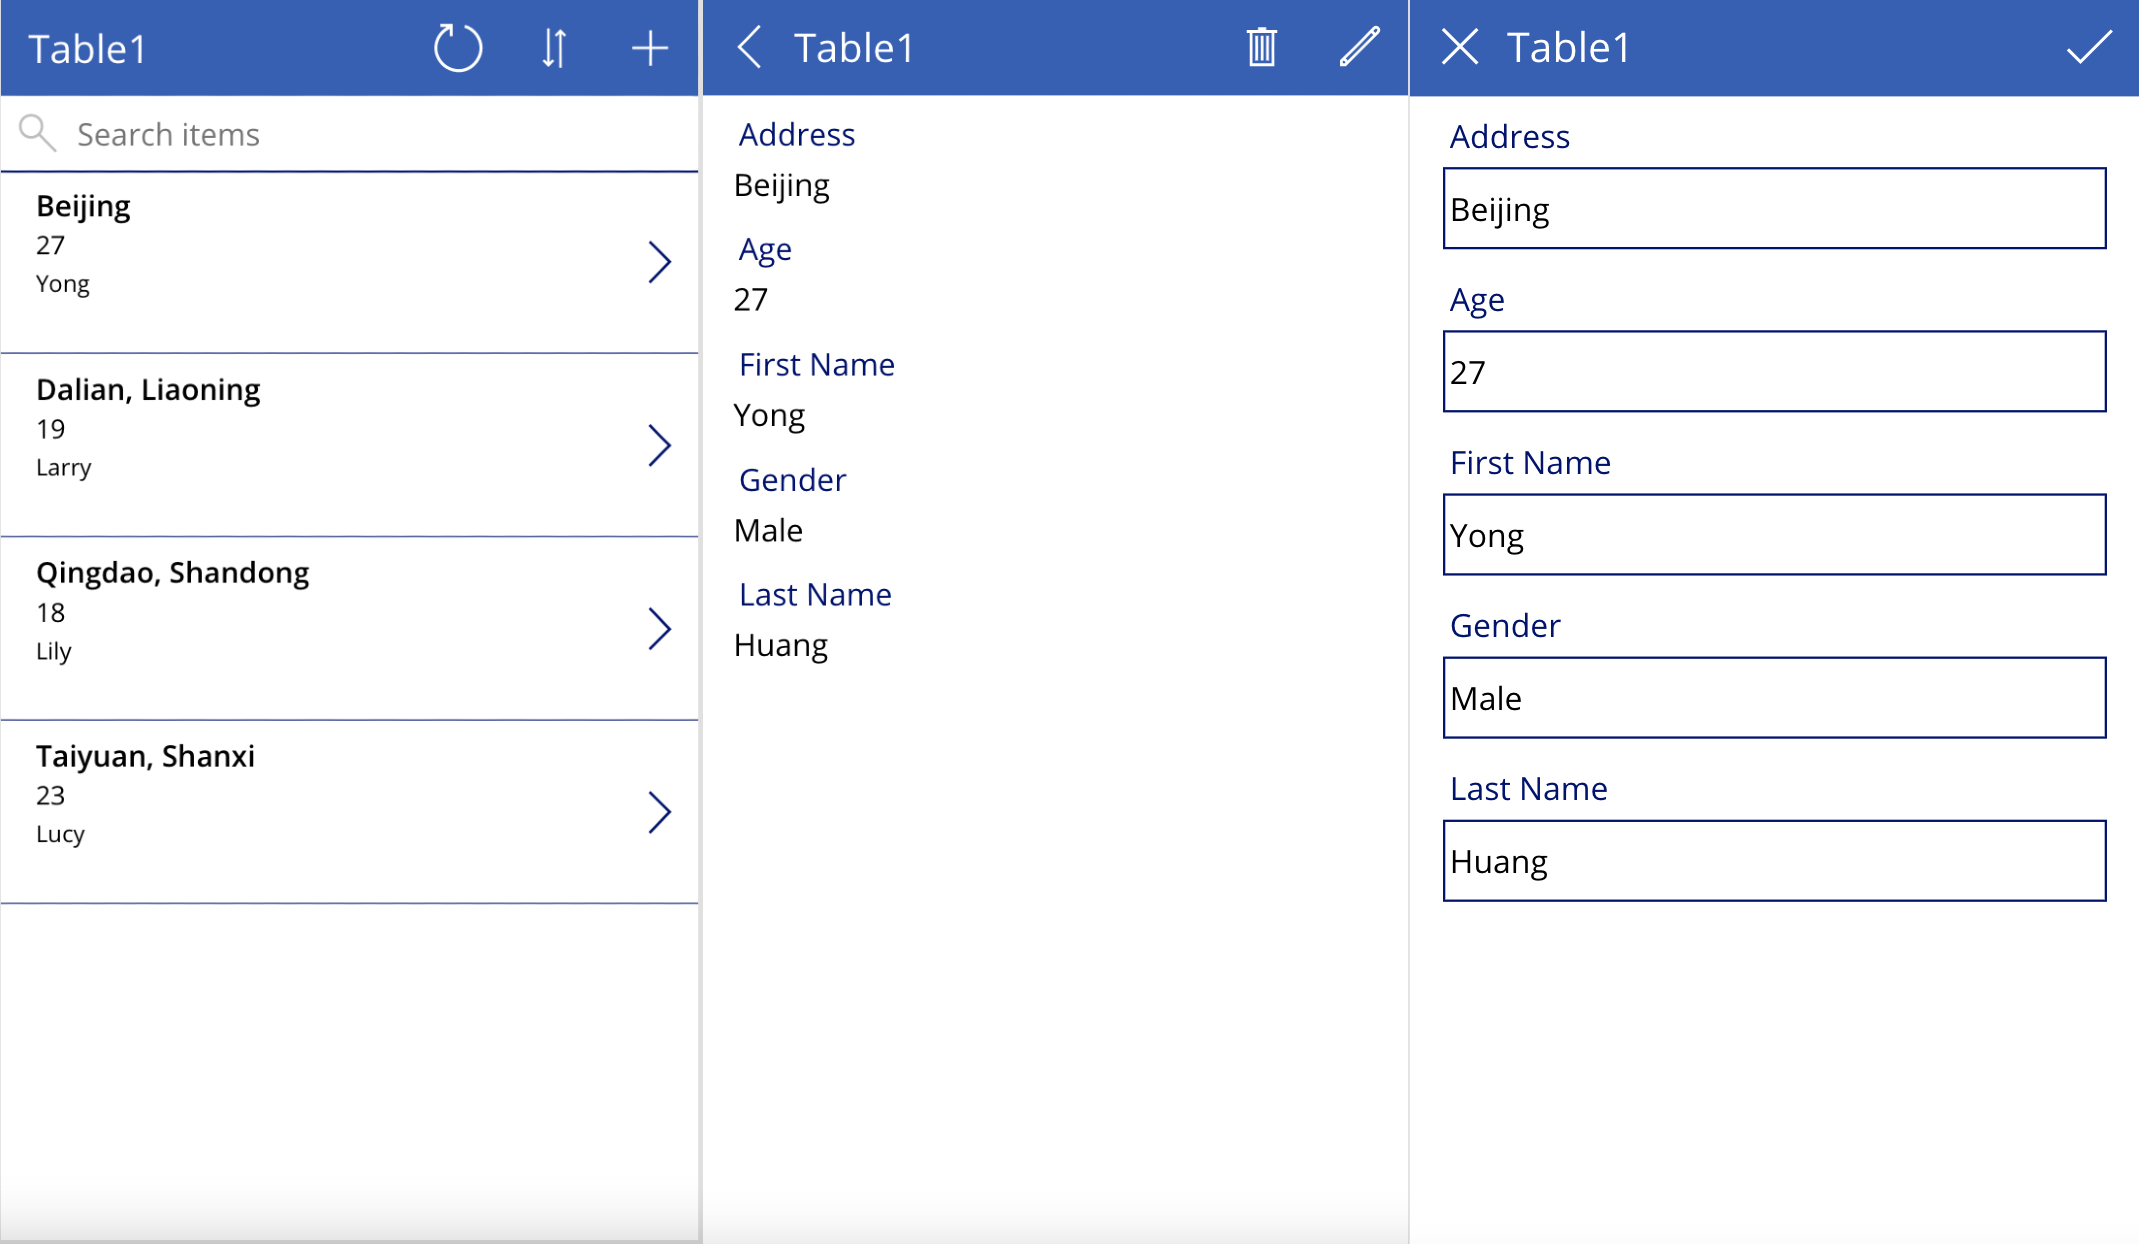 Table1
Search items
Beijing
27
Yong
Dalian, Liaoning
19
Larry
Qingdao, Shandong
18
Lily
Taiyuan, Shanxi
23
Lucy
Table1
Address
Beijing
Age
27
First Name
Yong
Gender
Male
Last Name
Huang
Table1
Address
Beijing
Age
27
First Name
Yong
Gender
Male
Last Name
Huang